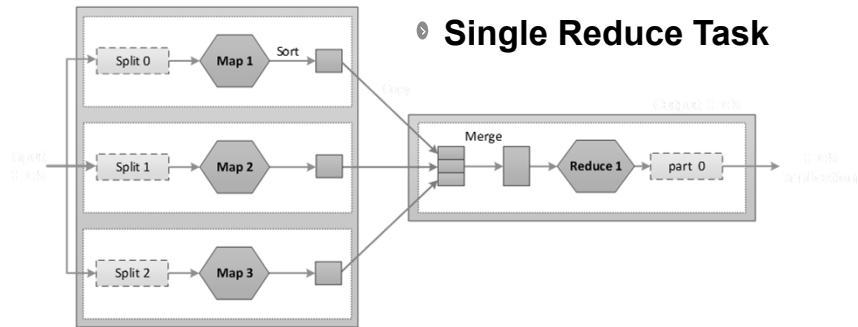 Single Reduce Task
Split 0
Map 1
Sort
Copy
Merge
Split 1
Map 2
Reduce 1
part 0
Split 2
Map 3